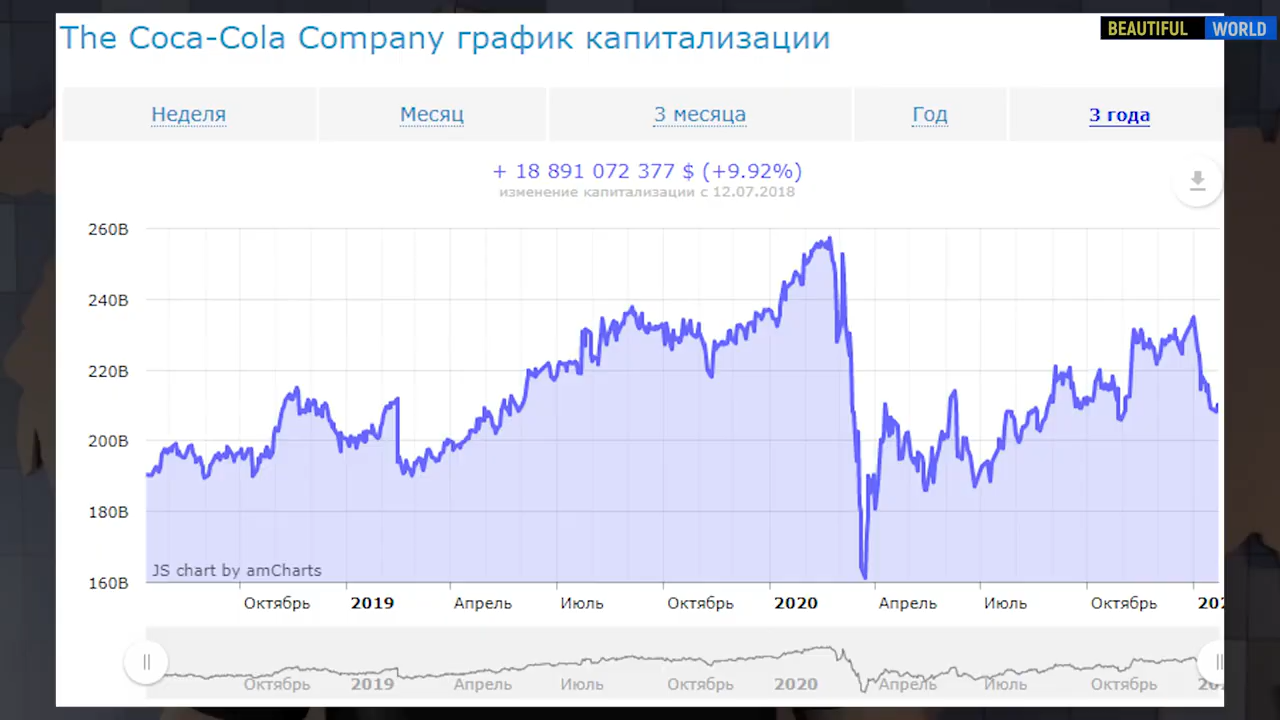 The Coca-Cola Company график капитализации
BEAUTIFUL WORLD
Неделя Месяц 3 месяца Год 3 года
+ 18 891 072 377 $ (+9.92%)
изменение капитализации с 12.07.2018
260B
240B
220B
200B
180B
160B
JS chart by amCharts
Октябрь 2019 Апрель Июль Октябрь 2020 Апрель Июль Октябрь
Октябрь 2019 Апрель Июль Октябрь 2020 Апрель Июль Октябрь